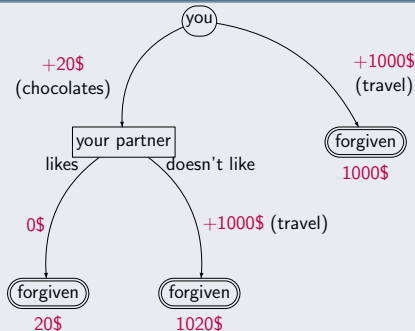 you
+20$
(chocolates)
+1000$
(travel)
your partner
forgiven
1000$
likes
doesn't like
0$
+1000$ (travel)
forgiven
forgiven
20$
1020$